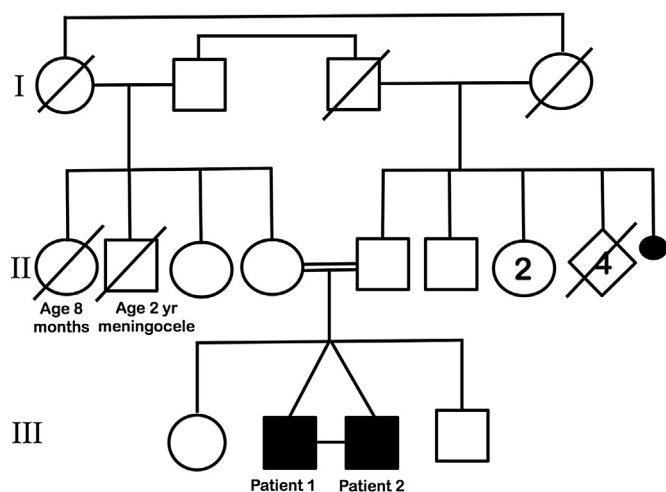 I
II
2
4
Age 8
months
Age 2 yr
meningocele
III
Patient 1
Patient 2